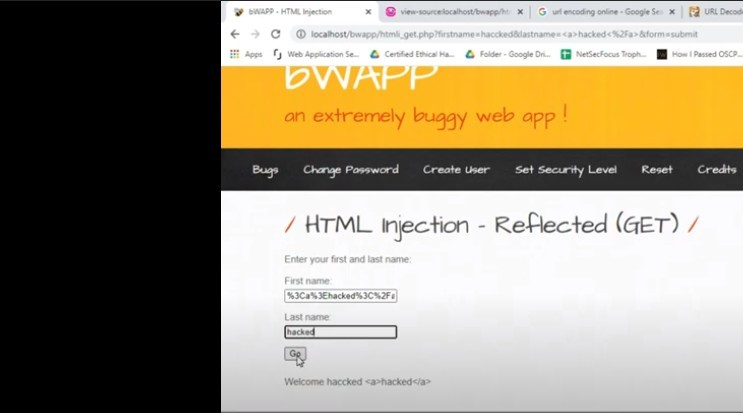 bWAPP - HTML Injection
view-source:localhost/bwapp/ht
url encoding online - Google Se
URL Decod
localhost/bwapp/htmli_get.php?firstname=haccked&lastname=<a>hacked<%2Fa>&form=submit
Apps Web Application Se... Certified Ethical Ha... Folder - Google Dri... NetSecFocus Troph... How I Passed OSCP...
bWAPP
an extremely buggy web app !
Bugs Change Password Create User Set Security Level Reset Credits
/ HTML Injection - Reflected (GET) /
Enter your first and last name:
First name:
%3Ca%3Ehacked%3C%2Fa
Last name:
hacked
Go
Welcome haccked <a>hacked</a>